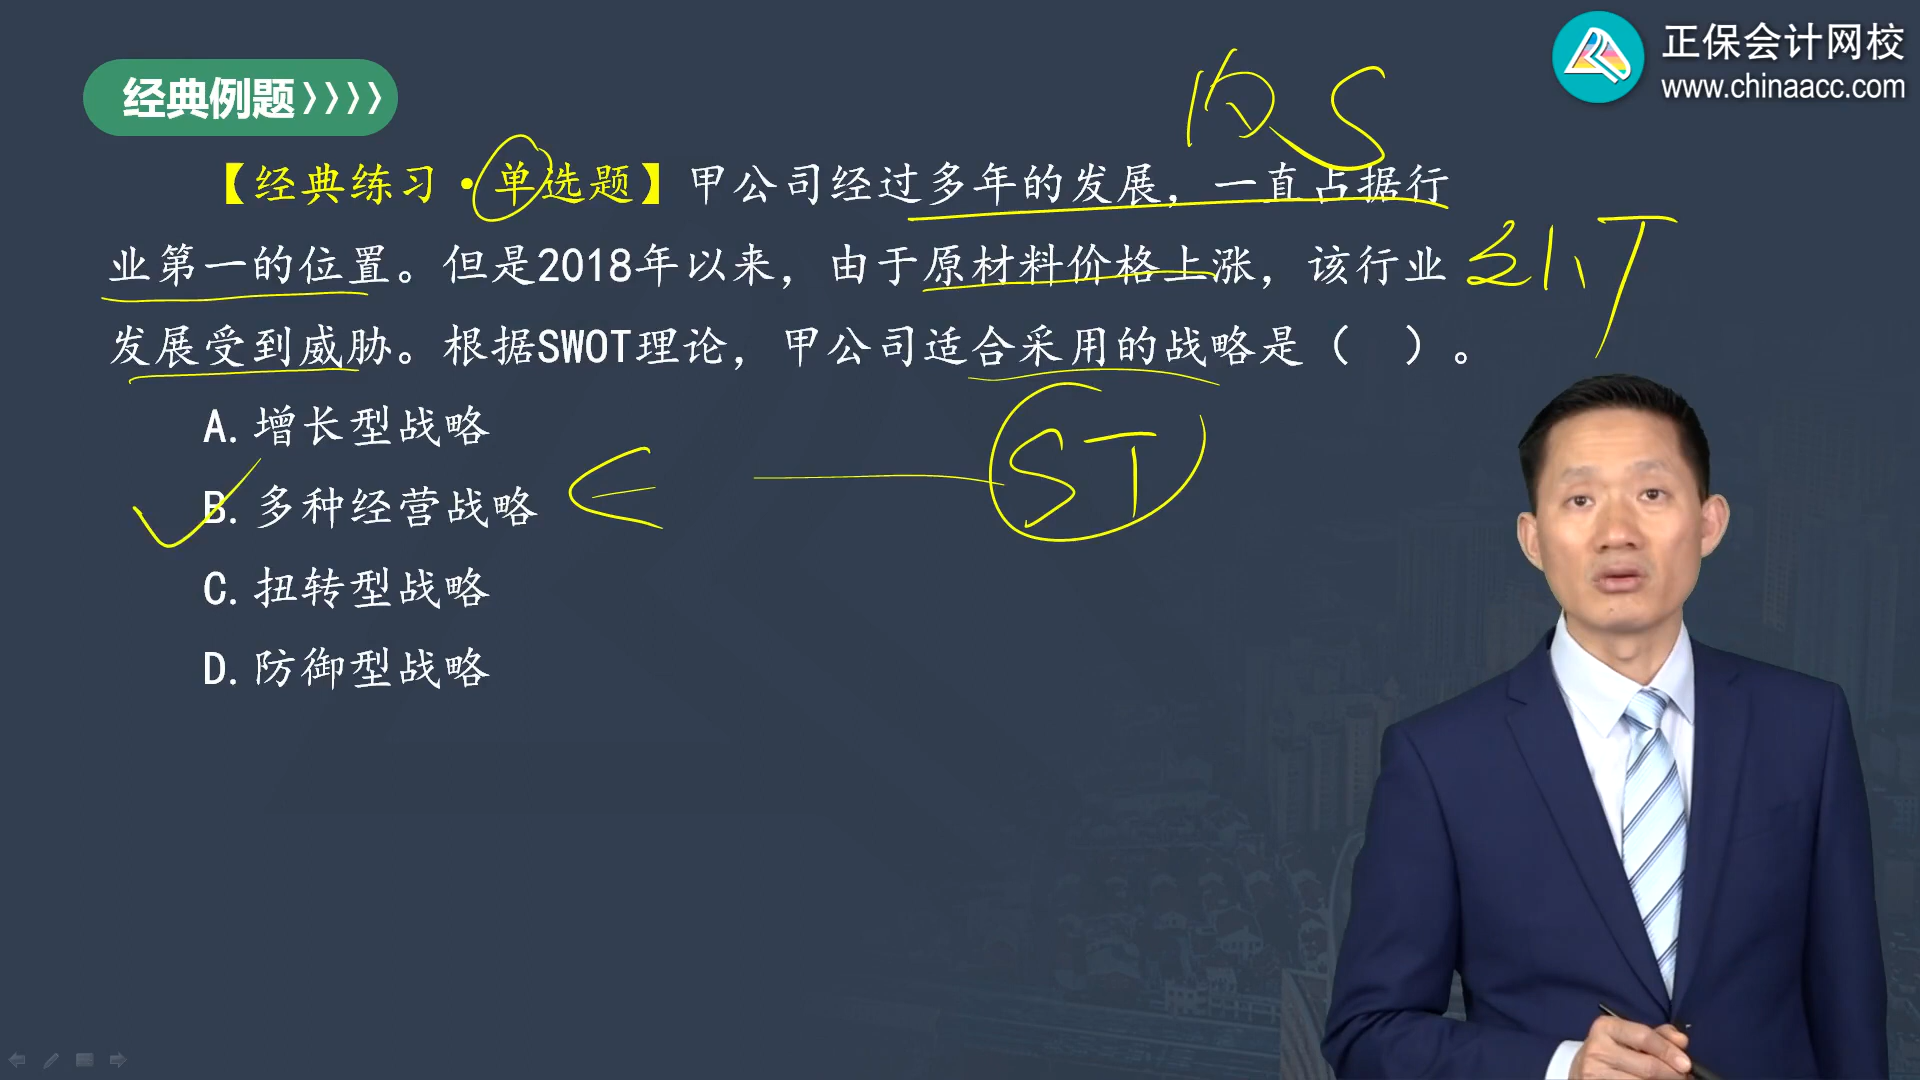 正保会计网校
www.chinaacc.com
经典例题
【经典练习·单选题】甲公司经过多年的发展，一直占据行
业第一的位置。但是2018年以来，由于原材料价格上涨，该行业
发展受到威胁。根据SWOT理论，甲公司适合采用的战略是（ ）。
内 S
外 T
A. 增长型战略
B. 多种经营战略
ST
C. 扭转型战略
D. 防御型战略